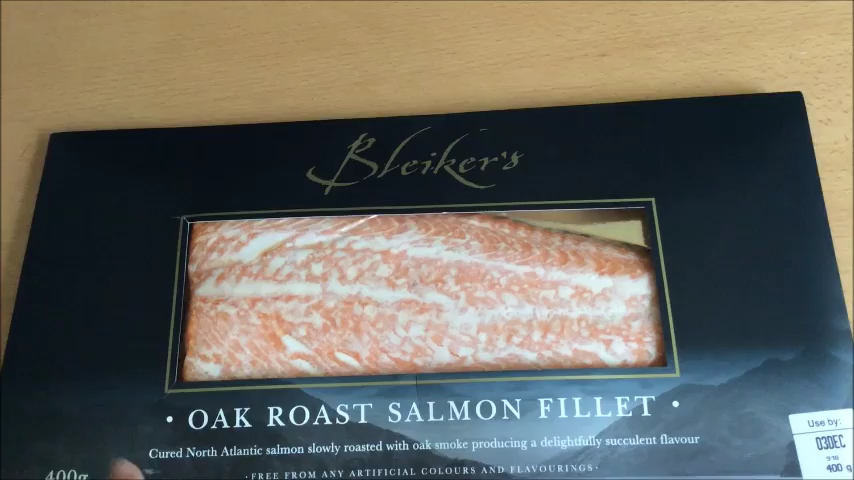 Bleiker's
• OAK ROAST SALMON FILLET •
Cured North Atlantic salmon slowly roasted with oak smoke producing a delightfully succulent flavour
· FREE FROM ANY ARTIFICIAL COLOURS AND FLAVOURINGS ·
400g
Use by:
03DEC
400 g